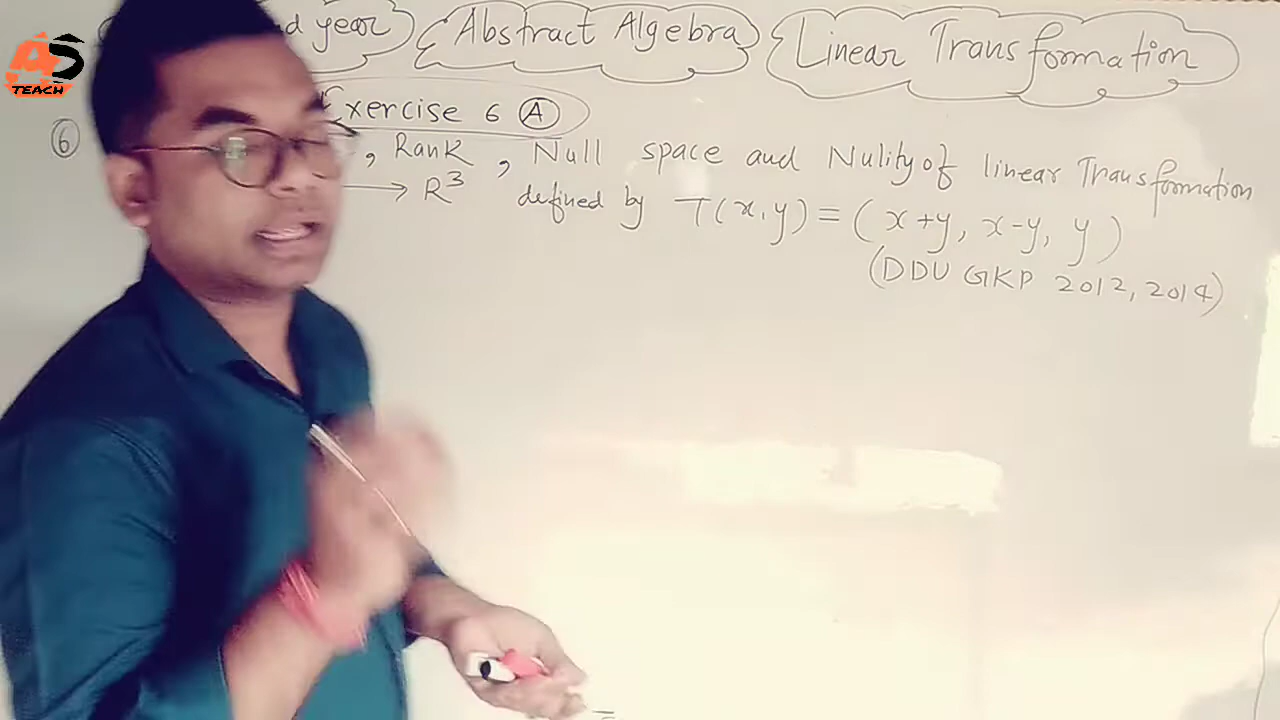 AS
TEACH
year Abstract Algebra Linear Transformation
Exercise 6 A
6 , Rank , Null space and Nulity of linear Transformation
→ R³ defined by T(x,y) = (x+y, x-y, y)
(DDU GKP 2012, 2014)